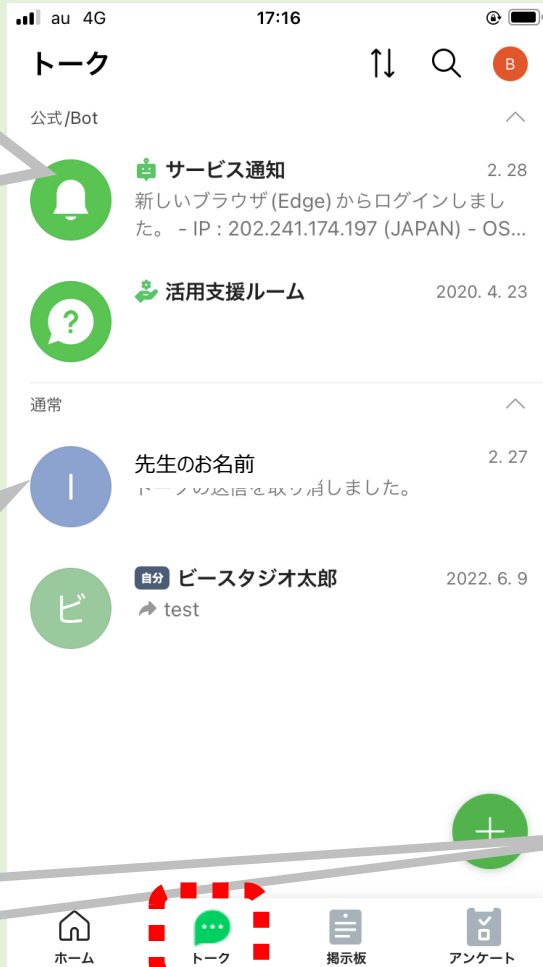 au 4G 17:16
トーク
B
公式/Bot
サービス通知 2. 28
新しいブラウザ(Edge)からログインしまし
た。 - IP : 202.241.174.197 (JAPAN) - OS...
活用支援ルーム 2020. 4. 23
?
通常
先生のお名前 2. 27
I
トークの送信を取り消しました。
自分 ビースタジオ太郎 2022. 6. 9
ビ
test
ホーム トーク 掲示板 アンケート